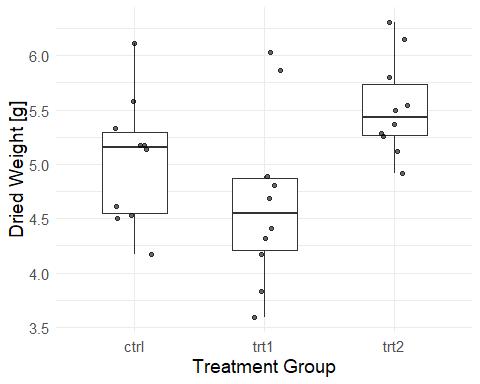 6.0
5.5
5.0
4.5
4.0
3.5
Dried Weight [g]
ctrl
trt1
trt2
Treatment Group